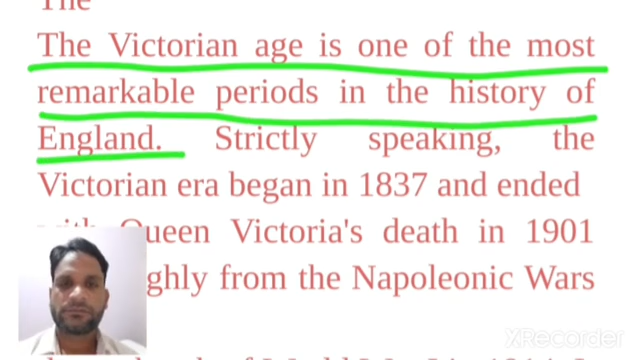 The
The Victorian age is one of the most
remarkable periods in the history of
England. Strictly speaking, the
Victorian era began in 1837 and ended
Queen Victoria's death in 1901
from the Napoleonic Wars
XRecorder